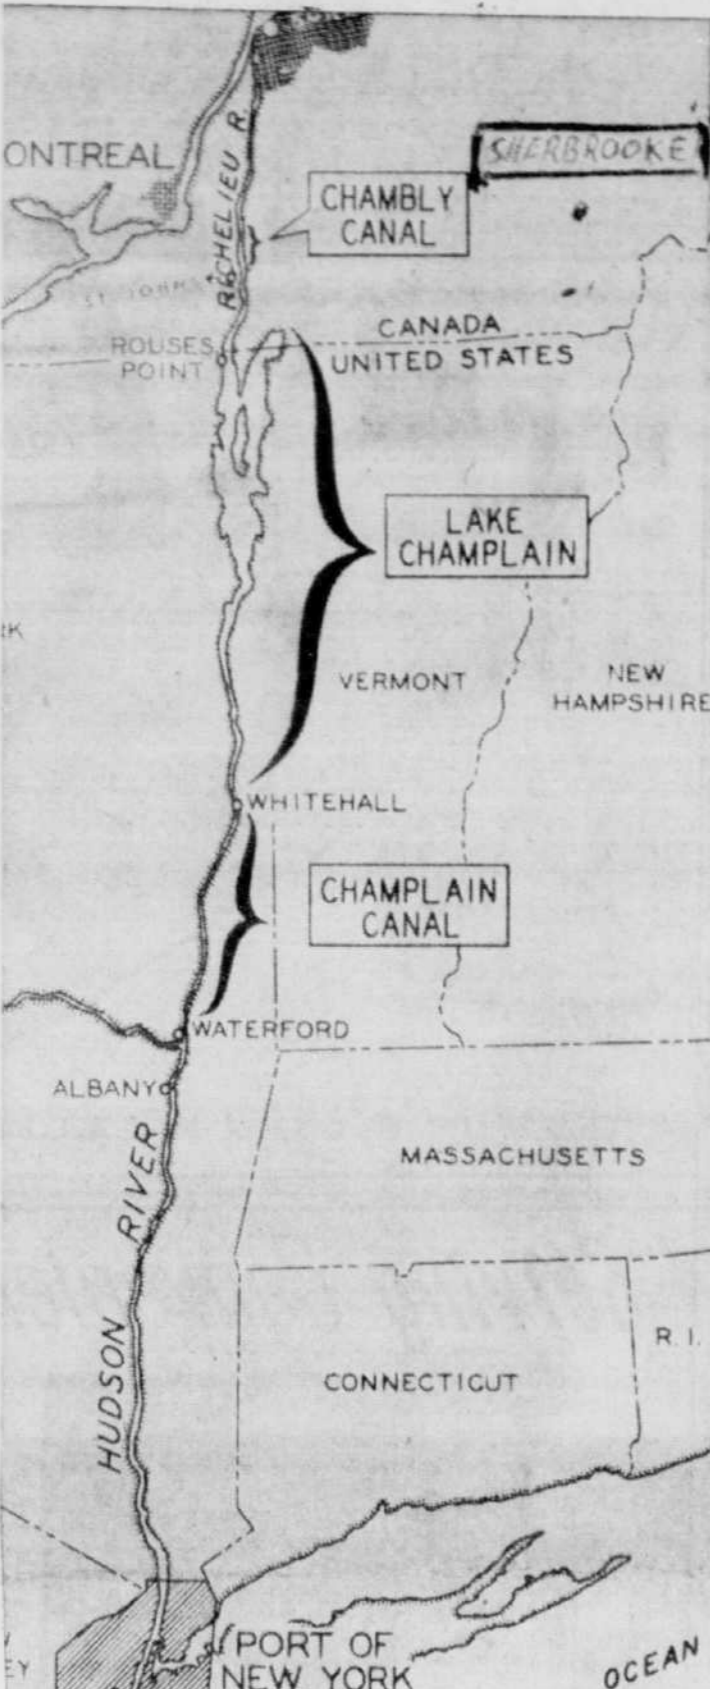 ONTREAL
RICHELIEU R.
SHERBROOKE
CHAMBLY
CANAL
ROUSES
POINT
CANADA
UNITED STATES
LAKE
CHAMPLAIN
VERMONT
NEW
HAMPSHIRE
WHITEHALL
CHAMPLAIN
CANAL
WATERFORD
ALBANY
MASSACHUSETTS
HUDSON RIVER
R. I.
CONNECTICUT
PORT OF
NEW YORK
OCEAN